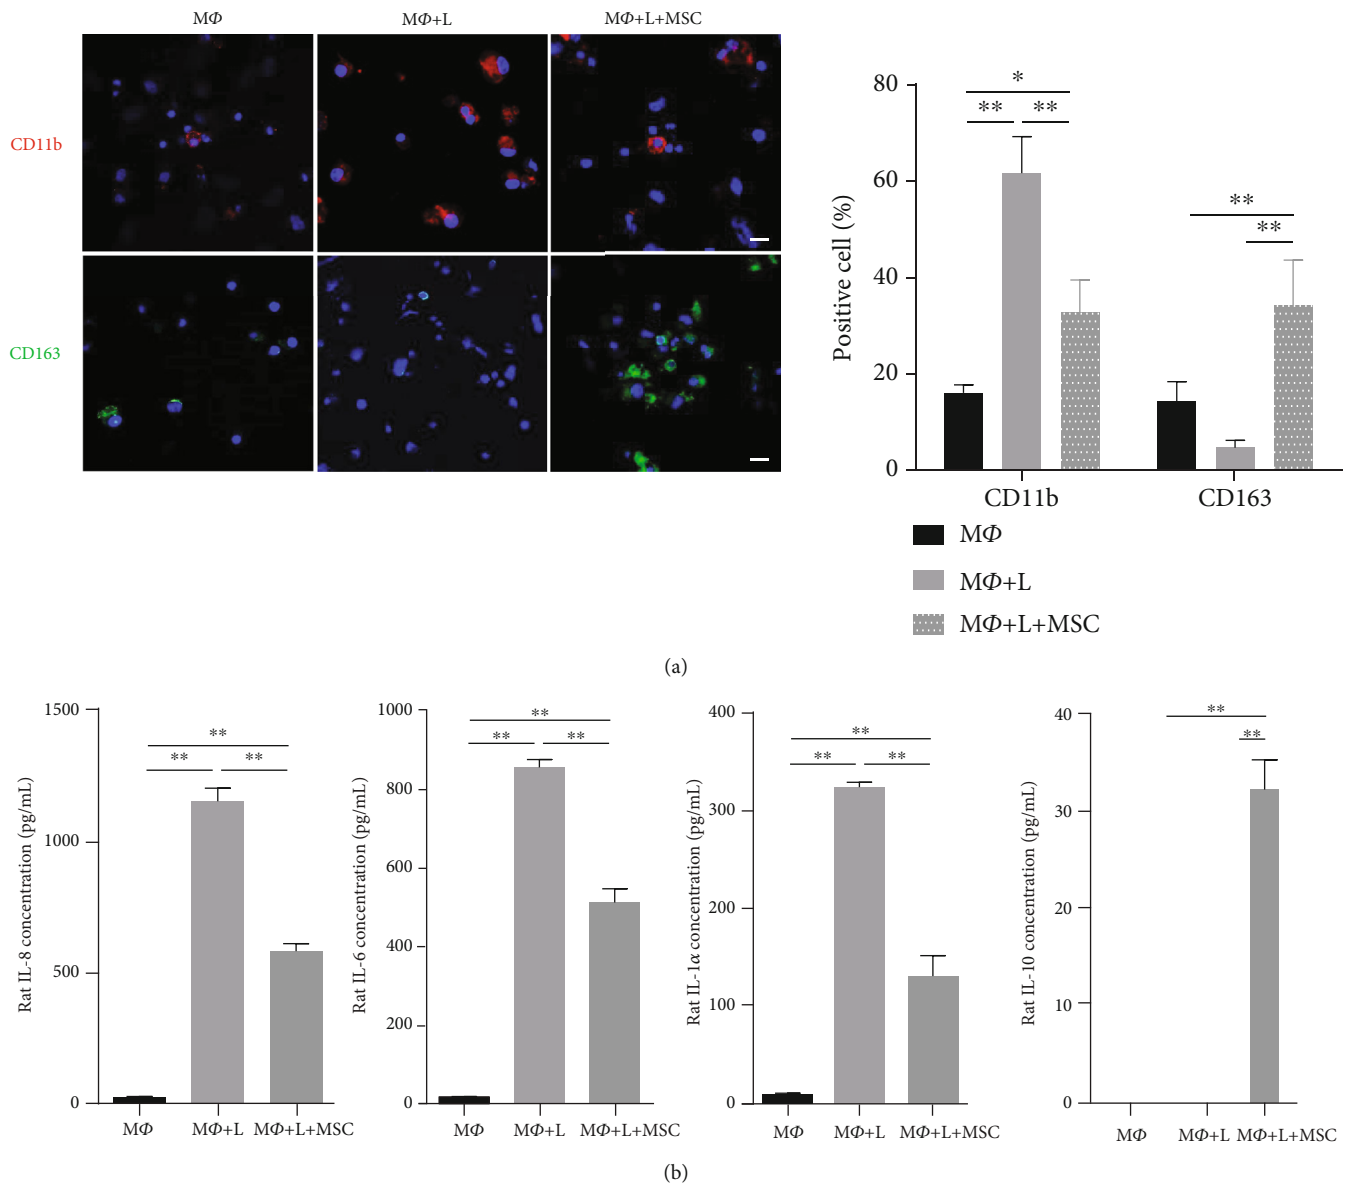 MΦ
MΦ+L
MΦ+L+MSC
CD11b
CD163
Positive cell (%)
80
60
40
20
0
*
**
**
**
**
CD11b
CD163
MΦ
MΦ+L
MΦ+L+MSC
(a)
Rat IL-8 concentration (pg/mL)
1500
1000
500
0
**
**
**
MΦ
MΦ+L
MΦ+L+MSC
Rat IL-6 concentration (pg/mL)
1000
800
600
400
200
0
**
**
**
MΦ
MΦ+L
MΦ+L+MSC
Rat IL-1α concentration (pg/mL)
400
300
200
100
0
**
**
**
MΦ
MΦ+L
MΦ+L+MSC
Rat IL-10 concentration (pg/mL)
40
30
20
10
0
**
**
MΦ
MΦ+L
MΦ+L+MSC
(b)